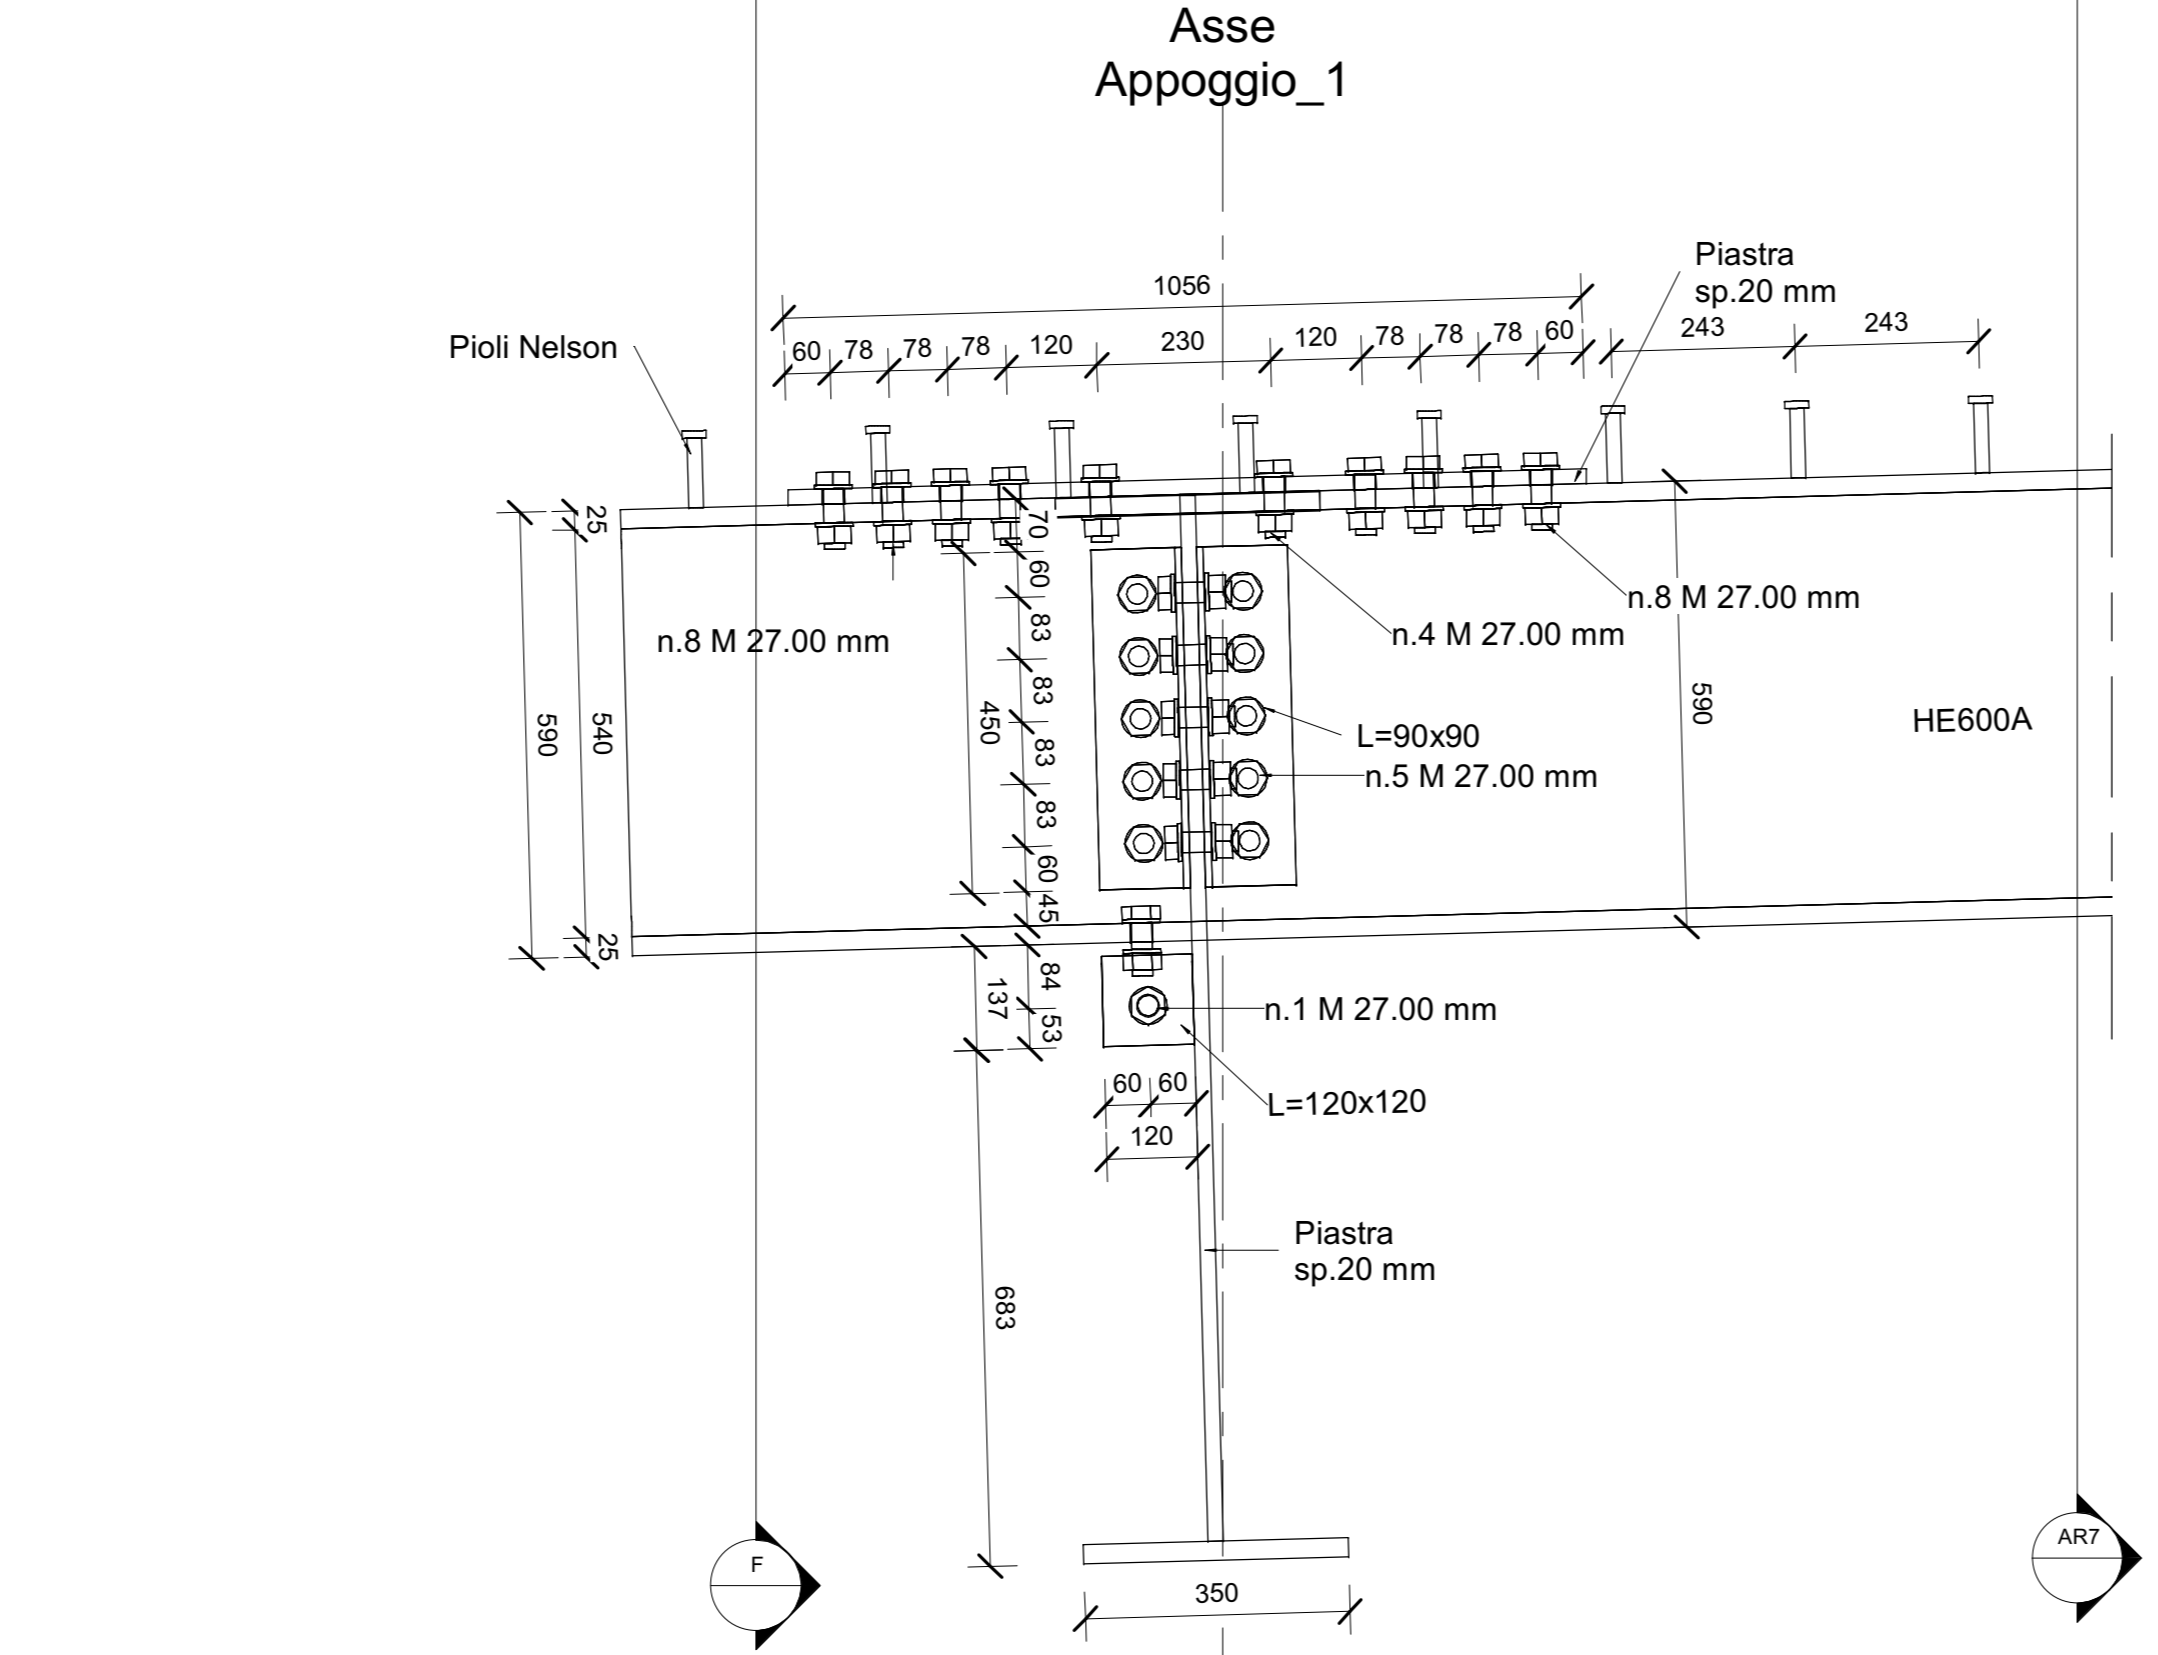 Asse
Appoggio_1
Piastra
sp.20 mm
1056
60 78 78 78 120 230 120 78 78 78 60 243 243
Pioli Nelson
25
540
25
590
70
60
83
83
83
83
60
45
450
n.8 M 27.00 mm
n.8 M 27.00 mm
n.4 M 27.00 mm
590
HE600A
L=90x90
n.5 M 27.00 mm
84
53
137
n.1 M 27.00 mm
60 60
120
L=120x120
Piastra
sp.20 mm
683
350
F
AR7